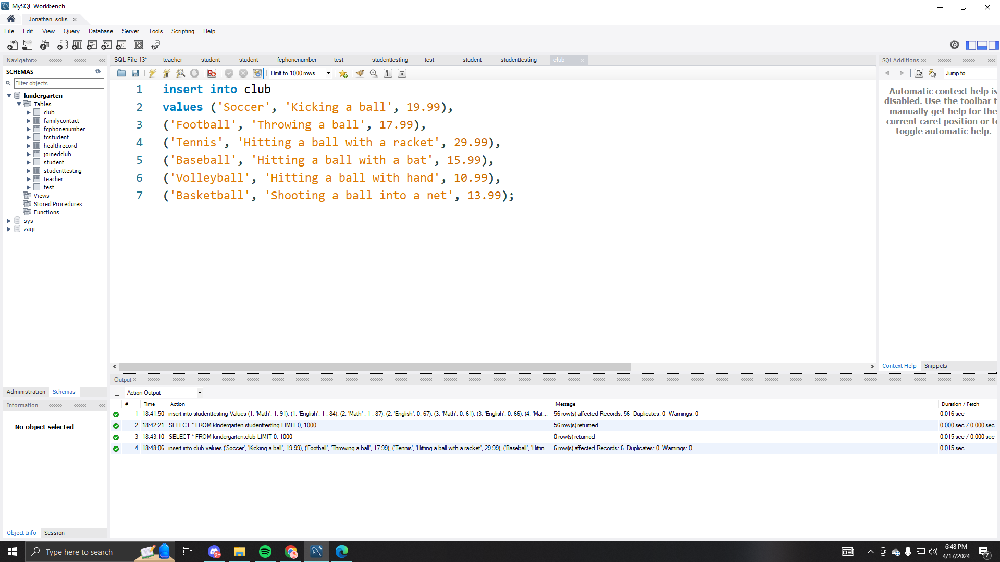 MySQL Workbench
Jonathan_solis
File Edit View Query Database Server Tools Scripting Help
Navigator
SCHEMAS
Filter objects
kindergarten
Tables
club
familycontact
fcphonenumber
fcstudent
healthrecord
joinedclub
student
studenttesting
teacher
test
Views
Stored Procedures
Functions
sys
zagi
Administration Schemas
Information
No object selected
Object Info Session
SQL File 13* teacher student student fcphonenumber test studenttesting test student studenttesting club
Limit to 1000 rows
1 insert into club
2 values ('Soccer', 'Kicking a ball', 19.99),
3 ('Football', 'Throwing a ball', 17.99),
4 ('Tennis', 'Hitting a ball with a racket', 29.99),
5 ('Baseball', 'Hitting a ball with a bat', 15.99),
6 ('Volleyball', 'Hitting a ball with hand', 10.99),
7 ('Basketball', 'Shooting a ball into a net', 13.99);
SQLAdditions
Jump to
Automatic context help is
disabled. Use the toolbar t
manually get help for the
current caret position or to
toggle automatic help.
Context Help Snippets
Output
Action Output
# Time Action Message Duration / Fetch
1 18:41:50 insert into studenttesting Values (1, 'Math', 1, 91), (1, 'English', 1 , 84), (2, 'Math' , 1 , 87), (2, 'English', 0, 67), (3, 'Math', 0, 61), (3, 'English', 0, 66), (4, 'Mat... 56 row(s) affected Records: 56 Duplicates: 0 Warnings: 0 0.016 sec
2 18:42:21 SELECT * FROM kindergarten.studenttesting LIMIT 0, 1000 56 row(s) returned 0.000 sec / 0.000 sec
3 18:43:10 SELECT * FROM kindergarten.club LIMIT 0, 1000 0 row(s) returned 0.015 sec / 0.000 sec
4 18:48:06 insert into club values ('Soccer', 'Kicking a ball', 19.99), ('Football', 'Throwing a ball', 17.99), ('Tennis', 'Hitting a ball with a racket', 29.99), ('Baseball', 'Hittin... 6 row(s) affected Records: 6 Duplicates: 0 Warnings: 0 0.015 sec
Type here to search
9+
6:48 PM
4/17/2024
7